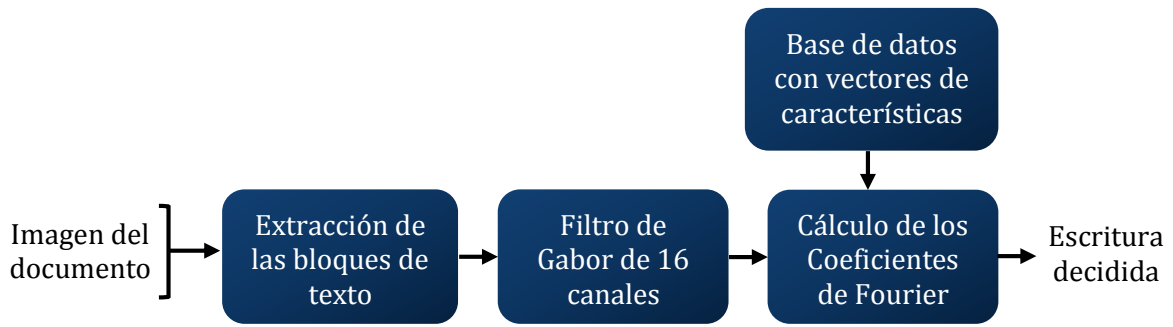 Base de datos
con vectores de
características
Imagen del
documento
Extracción de
las bloques de
texto
Filtro de
Gabor de 16
canales
Cálculo de los
Coeficientes
de Fourier
Escritura
decidida